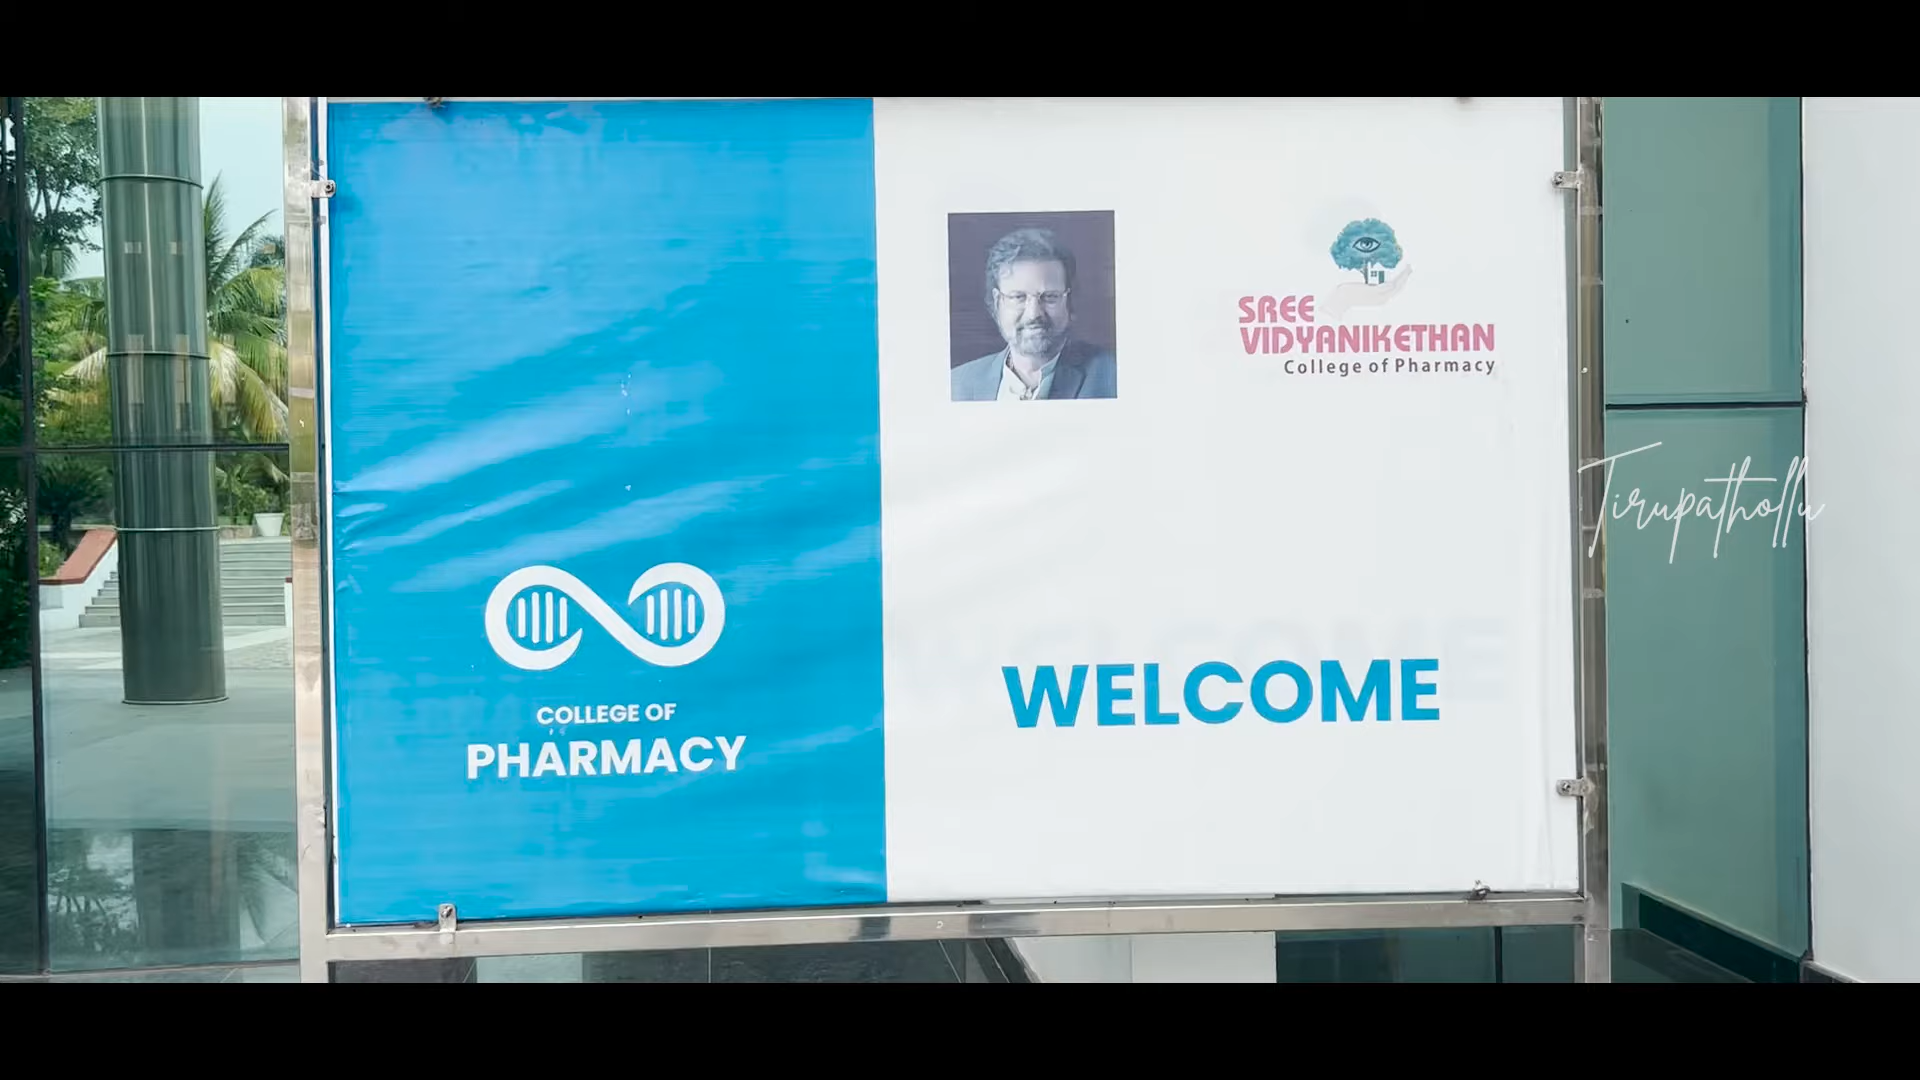 SREE
VIDYANIKETHAN
College of Pharmacy
Tirupathollu
COLLEGE OF
PHARMACY
WELCOME